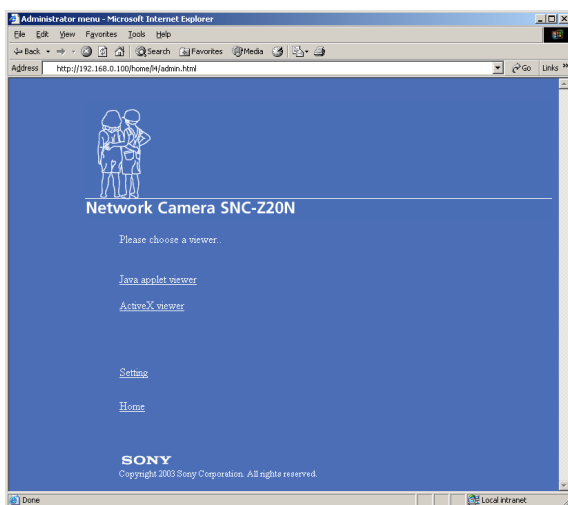 Administrator menu - Microsoft Internet Explorer
File Edit View Favorites Tools Help
Back Search Favorites Media
Address http://192.168.0.100/home/l4/admin.html Go Links »
Network Camera SNC-Z20N
Please choose a viewer..
Java applet viewer
ActiveX viewer
Setting
Home
SONY
Copyright 2003 Sony Corporation. All rights reserved.
Done Local intranet